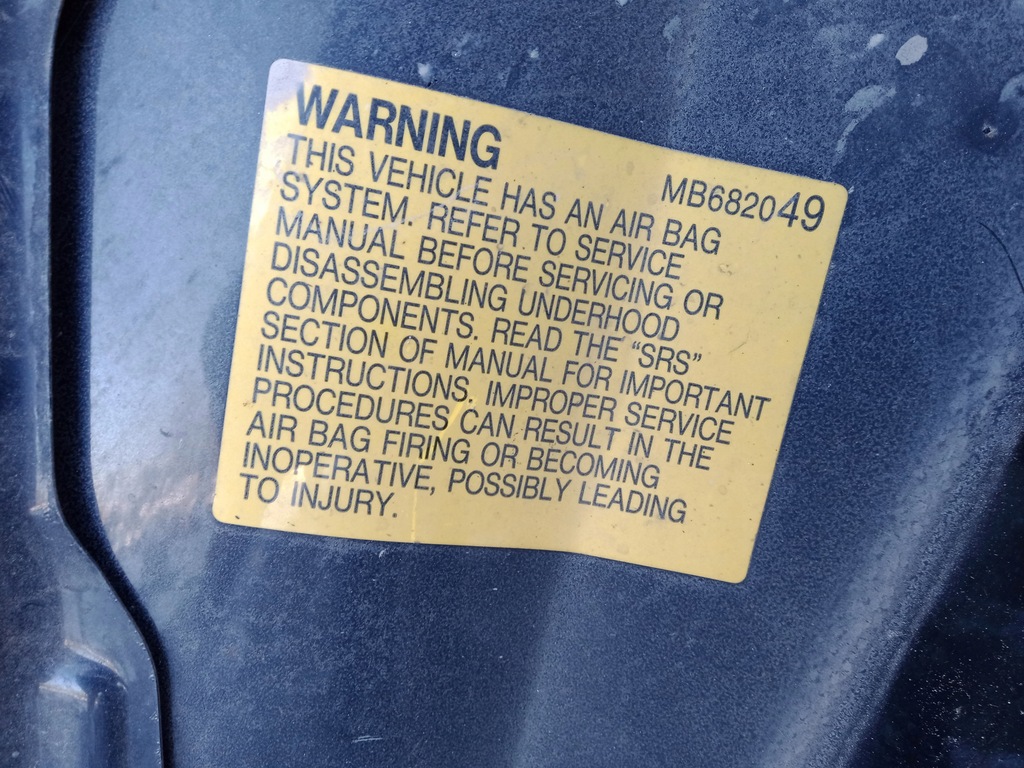 WARNING
MB682049
THIS VEHICLE HAS AN AIR BAG
SYSTEM. REFER TO SERVICE
MANUAL BEFORE SERVICING OR
DISASSEMBLING UNDERHOOD
COMPONENTS. READ THE “SRS”
SECTION OF MANUAL FOR IMPORTANT
INSTRUCTIONS. IMPROPER SERVICE
PROCEDURES CAN RESULT IN THE
AIR BAG FIRING OR BECOMING
INOPERATIVE, POSSIBLY LEADING
TO INJURY.